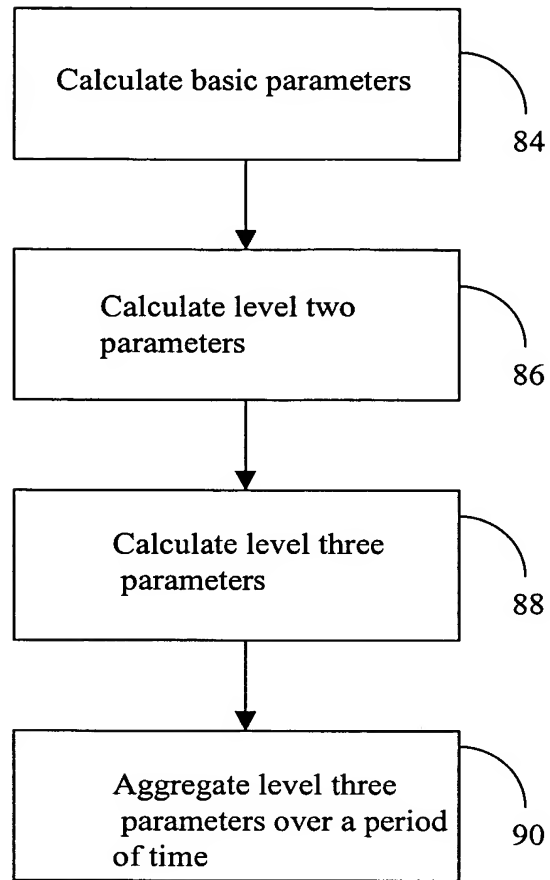 Calculate basic parameters
84
Calculate level two
parameters
86
Calculate level three
parameters
88
Aggregate level three
parameters over a period
of time
90